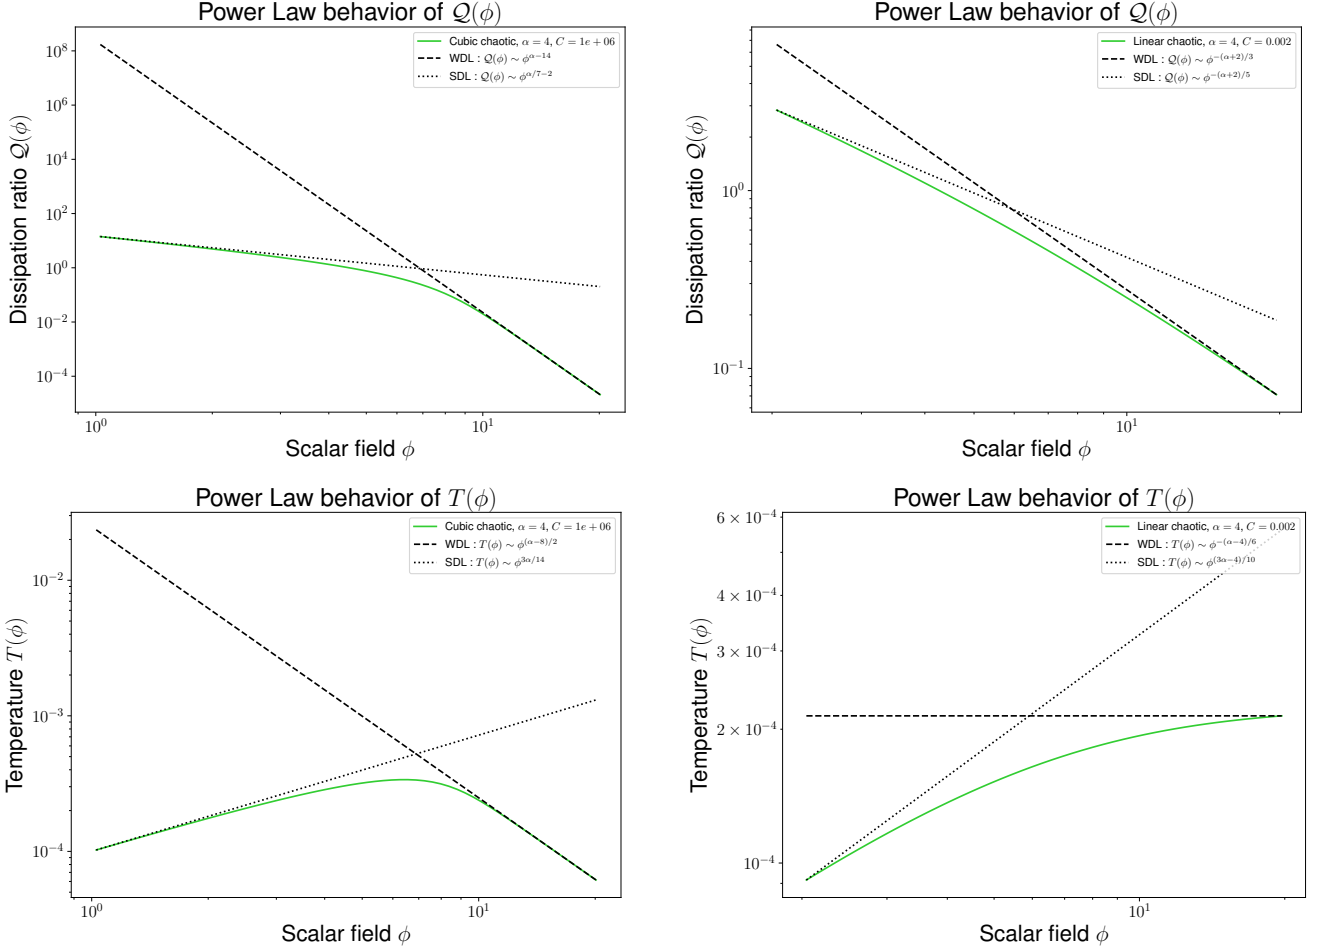 Power Law behavior of 𝒬(ϕ)
Cubic chaotic, α = 4, C = 1e + 06
WDL : 𝒬(ϕ) ∼ ϕ^{α−14}
SDL : 𝒬(ϕ) ∼ ϕ^{α/7−2}
Dissipation ratio 𝒬(ϕ)
10^8
10^6
10^4
10^2
10^0
10^{−2}
10^{−4}
10^0
10^1
Scalar field ϕ
Power Law behavior of 𝒬(ϕ)
Linear chaotic, α = 4, C = 0.002
WDL : 𝒬(ϕ) ∼ ϕ^{−(α+2)/3}
SDL : 𝒬(ϕ) ∼ ϕ^{−(α+2)/5}
Dissipation ratio 𝒬(ϕ)
10^0
10^{−1}
10^1
Scalar field ϕ
Power Law behavior of T(ϕ)
Cubic chaotic, α = 4, C = 1e + 06
WDL : T(ϕ) ∼ ϕ^{(α−8)/2}
SDL : T(ϕ) ∼ ϕ^{3α/14}
Temperature T(ϕ)
10^{−2}
10^{−3}
10^{−4}
10^0
10^1
Scalar field ϕ
Power Law behavior of T(ϕ)
Linear chaotic, α = 4, C = 0.002
WDL : T(ϕ) ∼ ϕ^{−(α−4)/6}
SDL : T(ϕ) ∼ ϕ^{(3α−4)/10}
Temperature T(ϕ)
6 × 10^{−4}
4 × 10^{−4}
3 × 10^{−4}
2 × 10^{−4}
10^{−4}
10^1
Scalar field ϕ